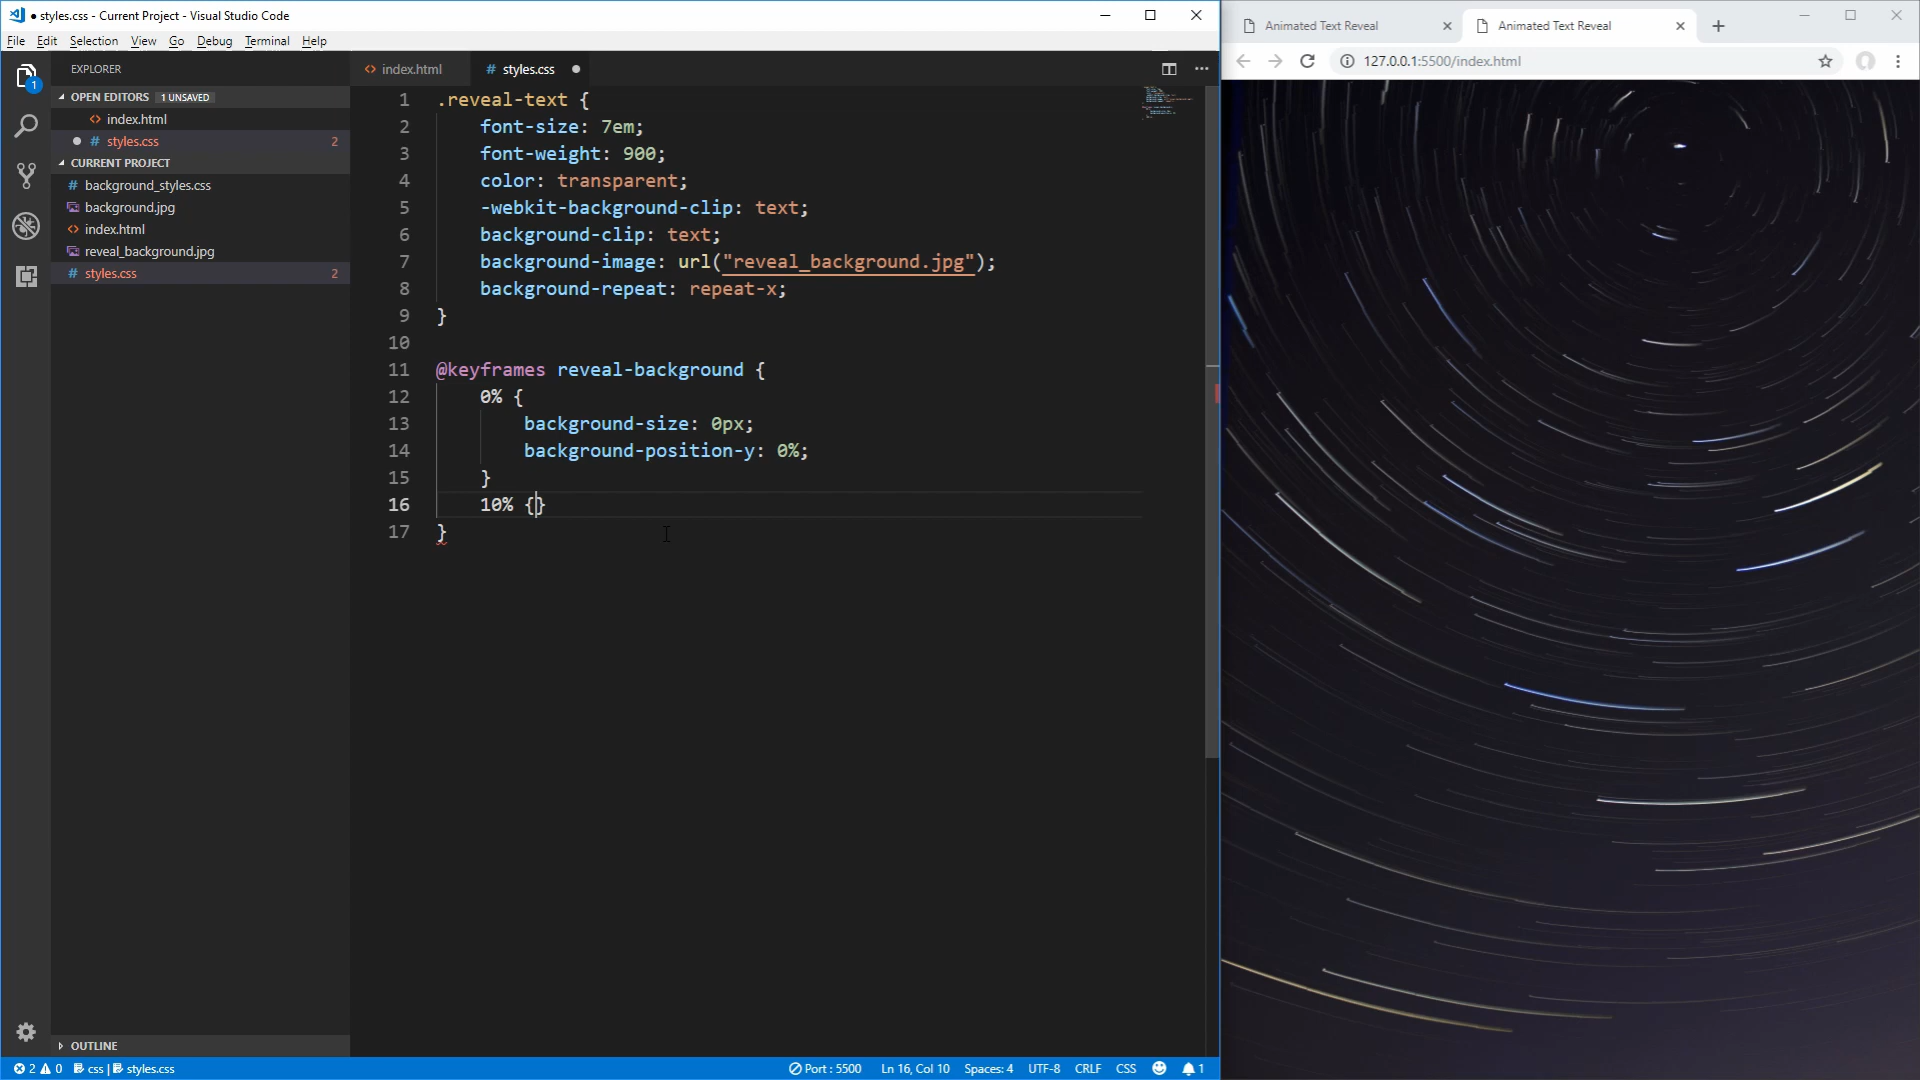 ● styles.css - Current Project - Visual Studio Code
File Edit Selection View Go Debug Terminal Help
EXPLORER
OPEN EDITORS 1 UNSAVED
index.html
styles.css 2
CURRENT PROJECT
background_styles.css
background.jpg
index.html
reveal_background.jpg
styles.css 2
OUTLINE
1
index.html # styles.css ●
1 .reveal-text {
2 font-size: 7em;
3 font-weight: 900;
4 color: transparent;
5 -webkit-background-clip: text;
6 background-clip: text;
7 background-image: url("reveal_background.jpg");
8 background-repeat: repeat-x;
9 }
10
11 @keyframes reveal-background {
12 0% {
13 background-size: 0px;
14 background-position-y: 0%;
15 }
16 10% {}
17 }
2 0 css | styles.css Port : 5500 Ln 16, Col 10 Spaces: 4 UTF-8 CRLF CSS 1
Animated Text Reveal Animated Text Reveal
127.0.0.1:5500/index.html